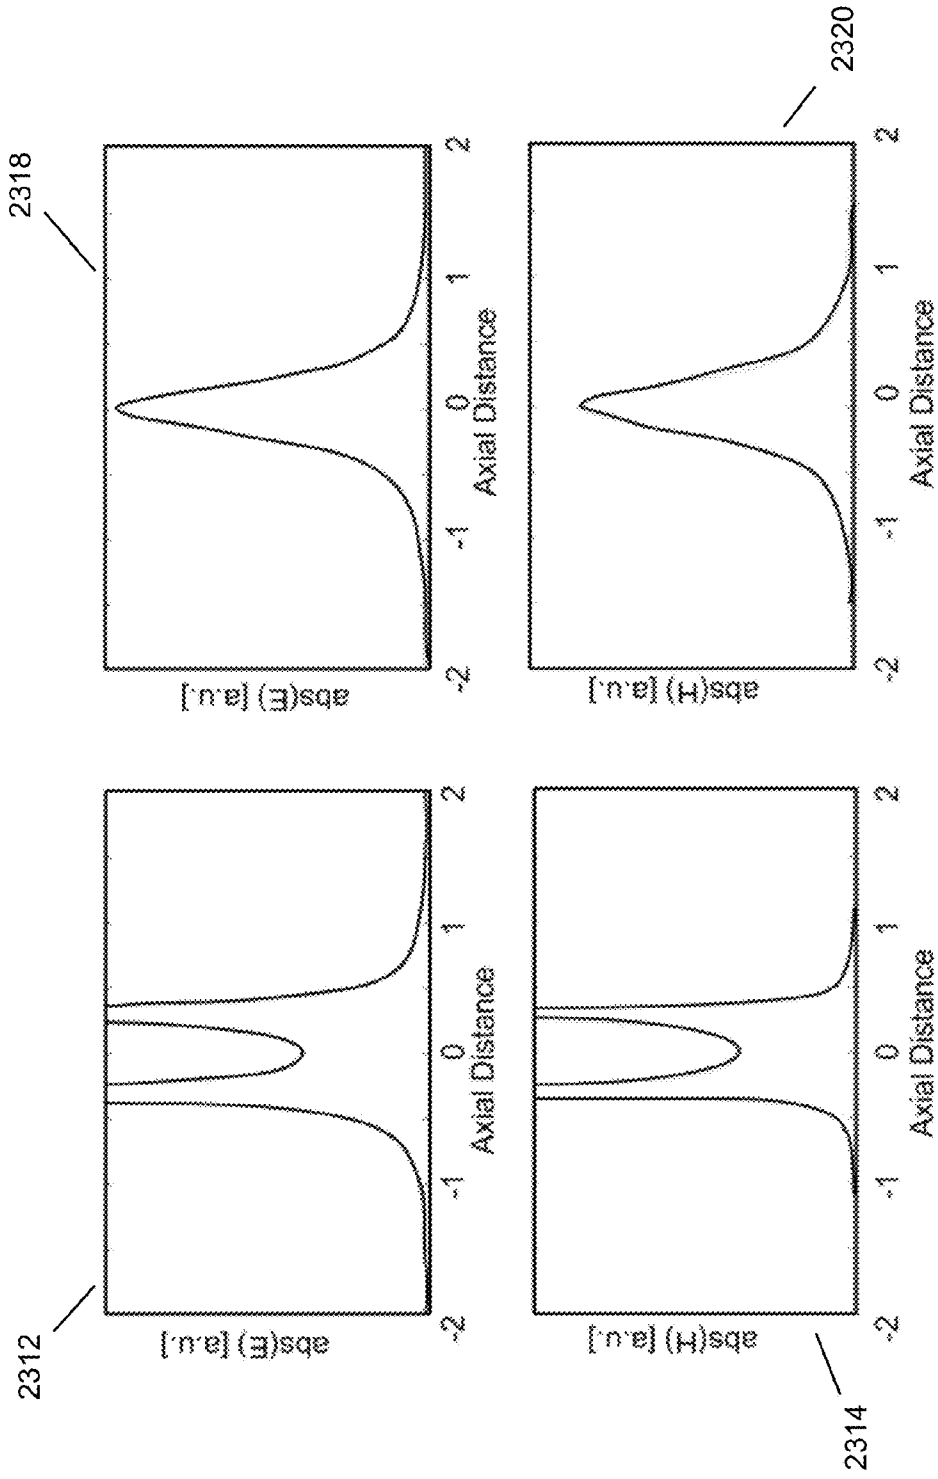 2312
2318
abs(E) [a.u.]
-2 -1 0 1 2
Axial Distance
abs(E) [a.u.]
-2 -1 0 1 2
Axial Distance
abs(H) [a.u.]
-2 -1 0 1 2
Axial Distance
abs(H) [a.u.]
-2 -1 0 1 2
Axial Distance
2314
2320